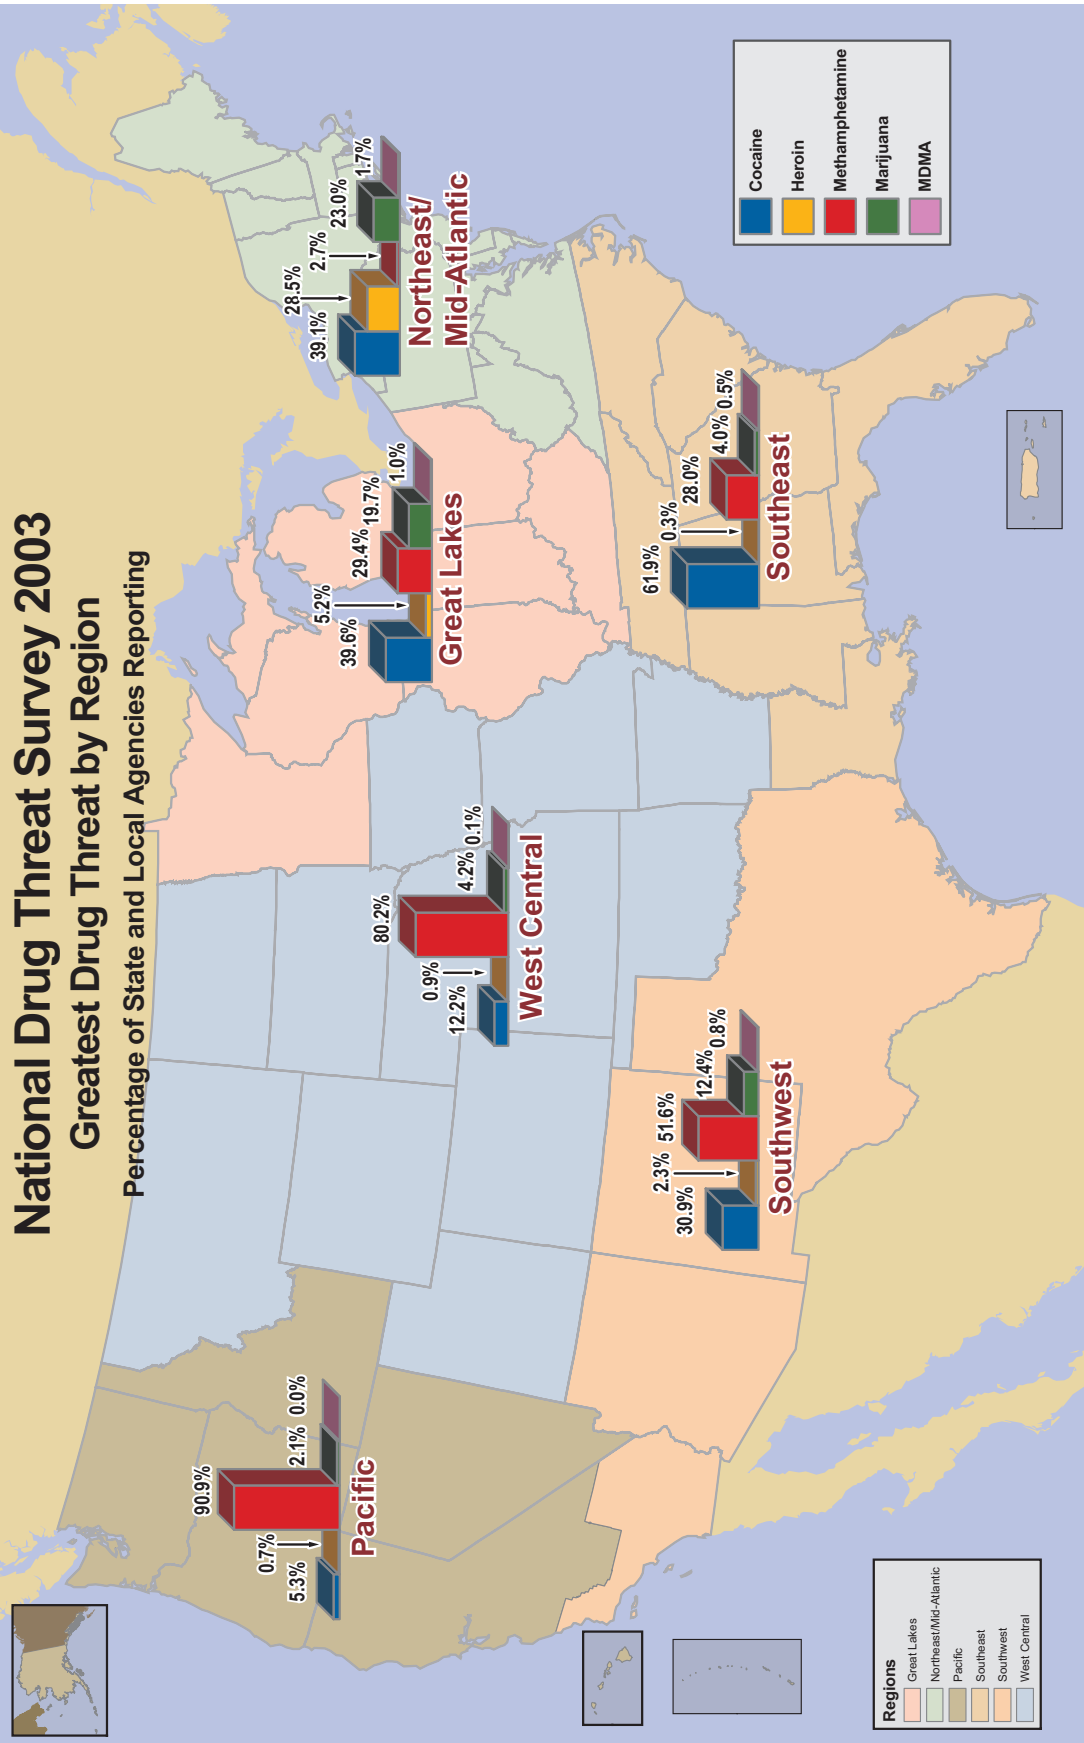 National Drug Threat Survey 2003
Greatest Drug Threat by Region
Percentage of State and Local Agencies Reporting
90.9%
0.7%
5.3%
2.1%
0.0%
Pacific
80.2%
0.9%
12.2%
4.2%
0.1%
West Central
39.6%
5.2%
29.4%
19.7%
1.0%
Great Lakes
39.1%
28.5%
2.7%
23.0%
1.7%
Northeast/
Mid-Atlantic
30.9%
2.3%
51.6%
12.4%
0.8%
Southwest
61.9%
0.3%
28.0%
4.0%
0.5%
Southeast
Regions
Great Lakes
Northeast/Mid-Atlantic
Pacific
Southeast
Southwest
West Central
Cocaine
Heroin
Methamphetamine
Marijuana
MDMA